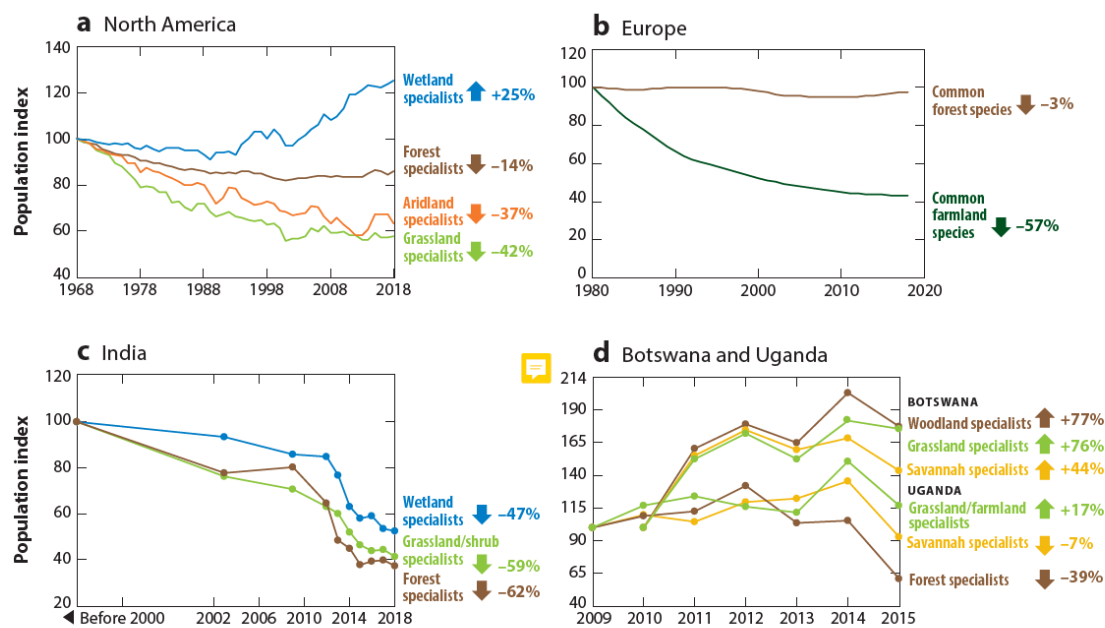 a North America
Population index
140
120
100
80
60
40
1968
1978
1988
1998
2008
2018
Wetland
specialists +25%
Forest
specialists –14%
Aridland
specialists –37%
Grassland
specialists –42%
b Europe
120
100
80
60
40
20
0
1980
1990
2000
2010
2020
Common
forest species –3%
Common
farmland
species –57%
c India
Population index
120
100
80
60
40
20
Before 2000
2002
2006
2010
2014
2018
Wetland
specialists –47%
Grassland/shrub
specialists –59%
Forest
specialists –62%
d Botswana and Uganda
214
190
165
140
115
90
65
40
2009
2010
2011
2012
2013
2014
2015
BOTSWANA
Woodland specialists +77%
Grassland specialists +76%
Savannah specialists +44%
UGANDA
Grassland/farmland
specialists +17%
Savannah specialists –7%
Forest specialists –39%